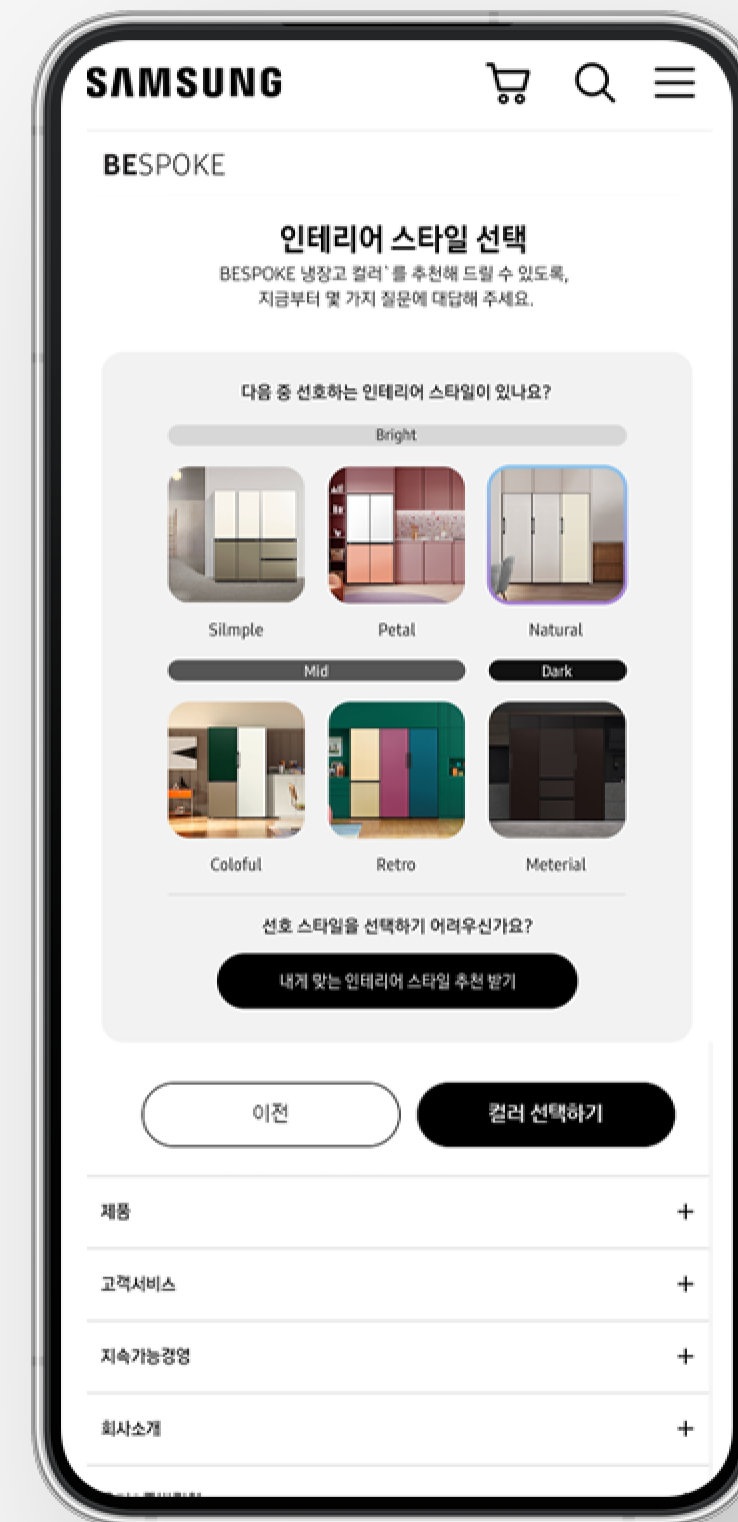 SAMSUNG
BESPOKE
인테리어 스타일 선택
BESPOKE 냉장고 컬러`를 추천해 드릴 수 있도록,
지금부터 몇 가지 질문에 대답해 주세요.
다음 중 선호하는 인테리어 스타일이 있나요?
Bright
Silmple Petal Natural
Mid Dark
Coloful Retro Meterial
선호 스타일을 선택하기 어려우신가요?
내게 맞는 인테리어 스타일 추천 받기
이전 컬러 선택하기
제품 +
고객서비스 +
지속가능경영 +
회사소개 +